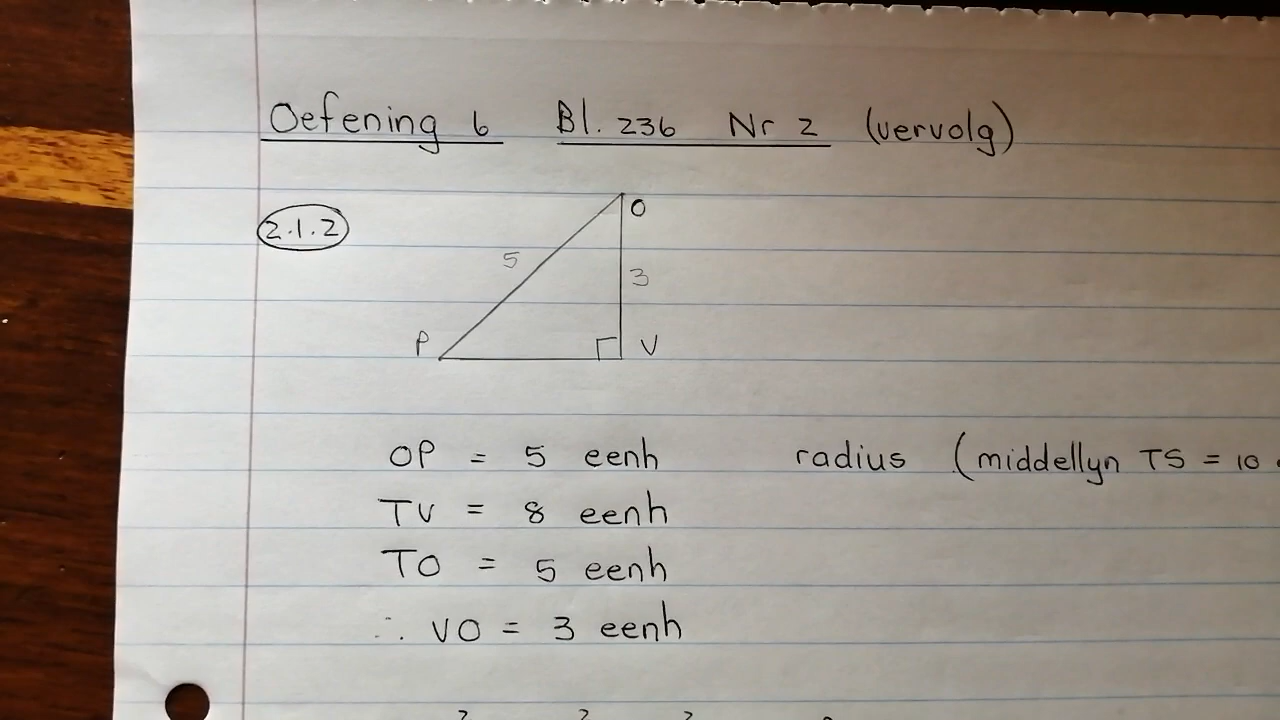 Oefening 6 Bl. 236 Nr 2 (vervolg)
2.1.2
O
5
3
P
V
OP = 5 eenh radius (middellyn TS = 10
TV = 8 eenh
TO = 5 eenh
∴ VO = 3 eenh